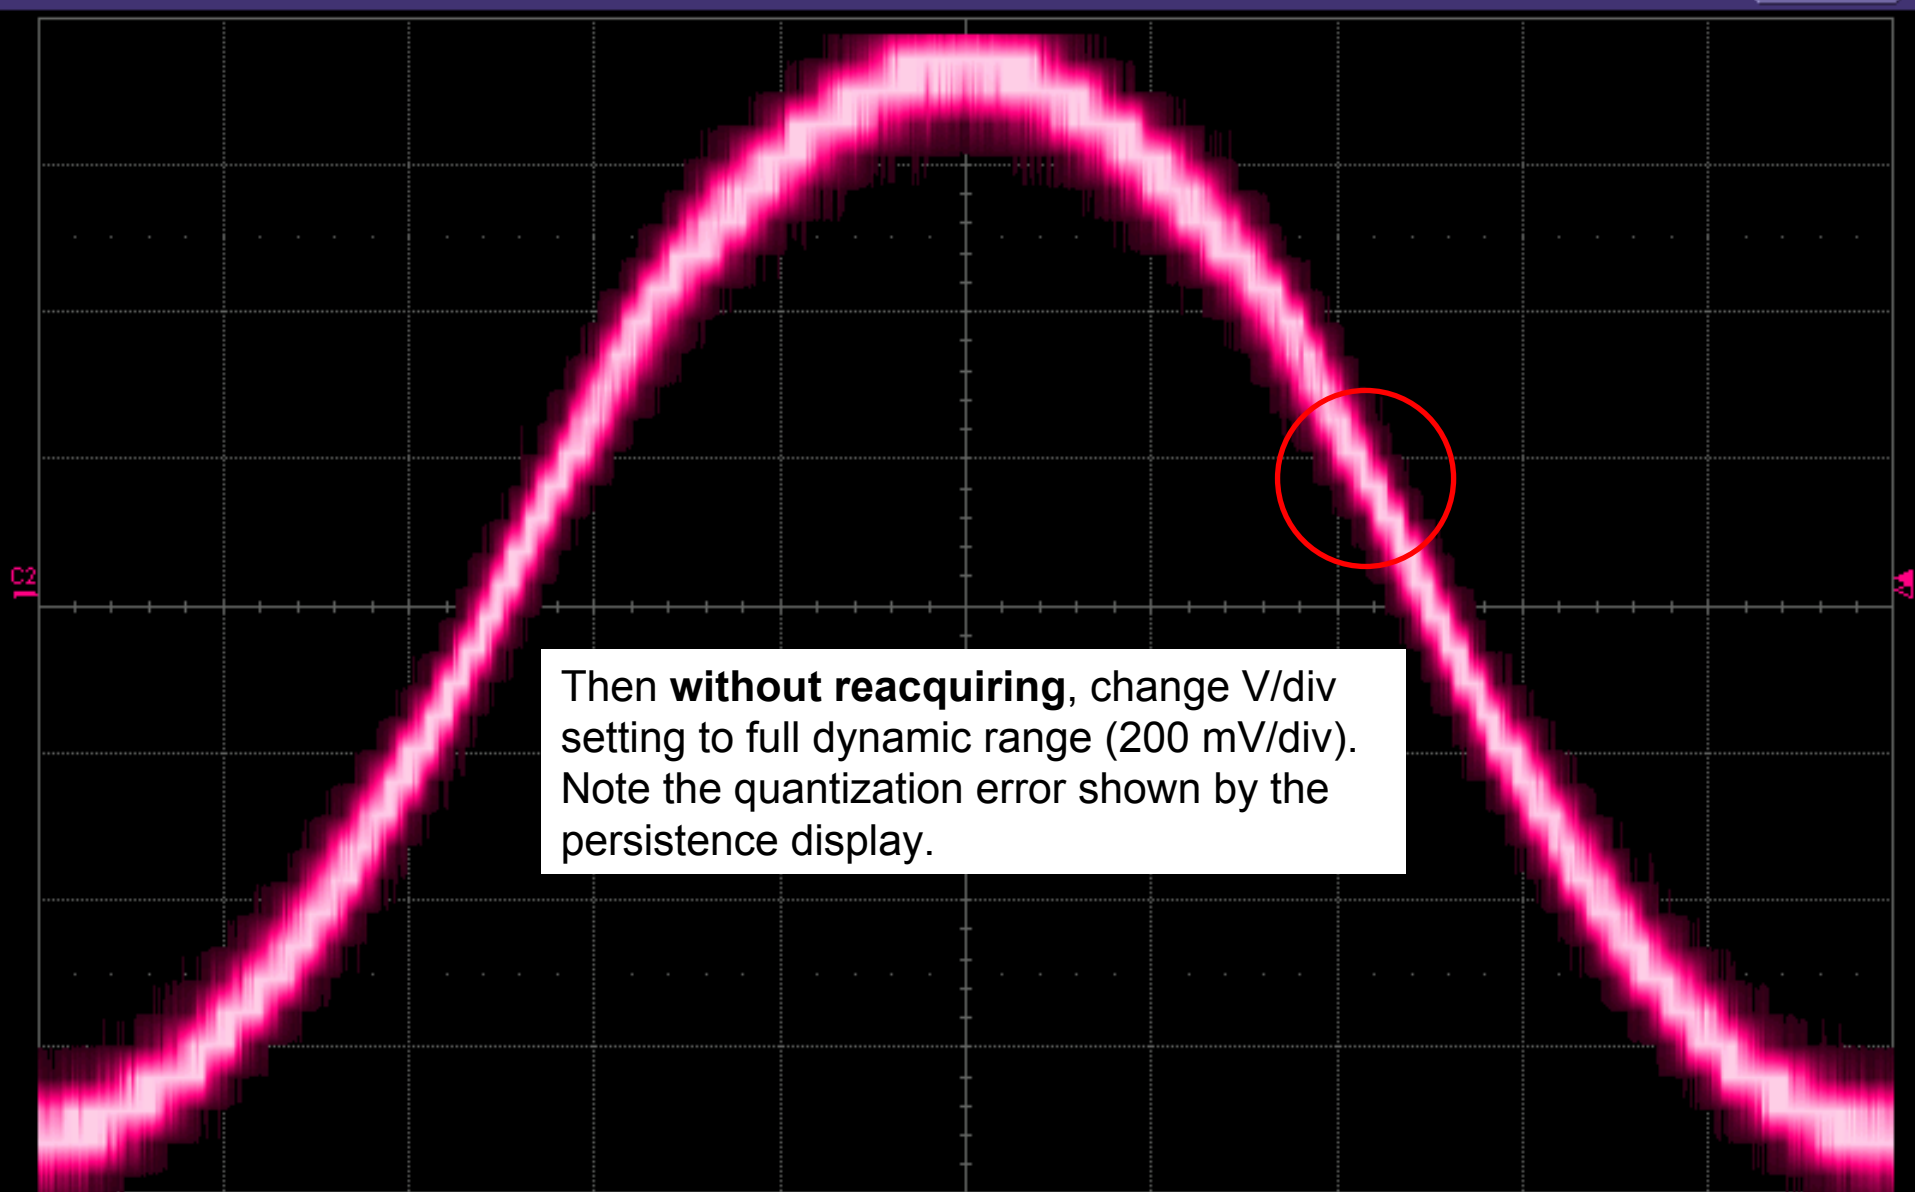 C2
Then without reacquiring, change V/div
setting to full dynamic range (200 mV/div).
Note the quantization error shown by the
persistence display.